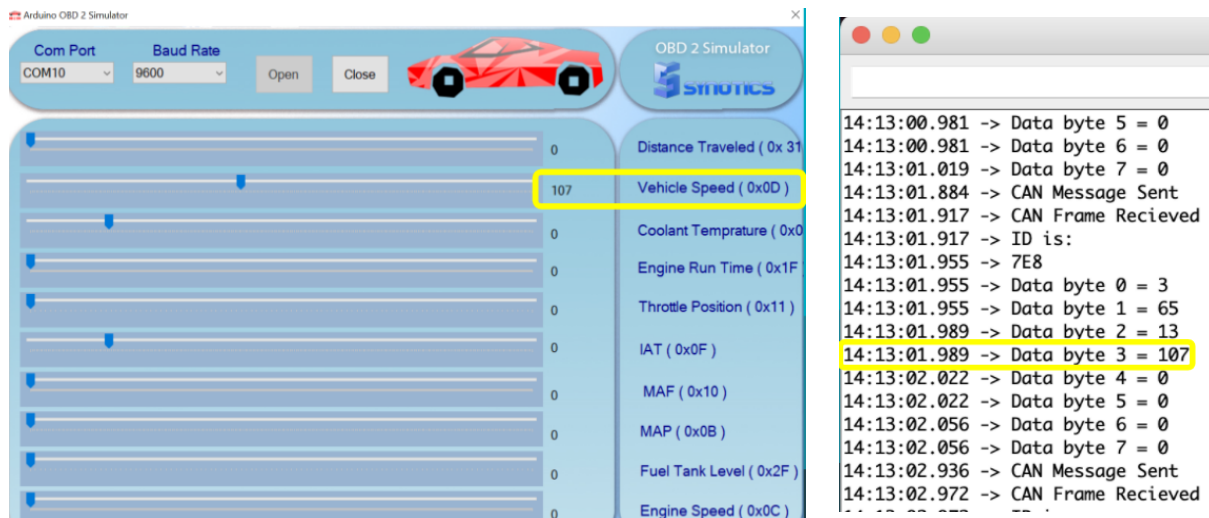 Arduino OBD 2 Simulator
Com Port Baud Rate
COM10 9600 Open Close
OBD 2 Simulator
0 Distance Traveled ( 0x 31
107 Vehicle Speed ( 0x0D )
0 Coolant Temprature ( 0x0
0 Engine Run Time ( 0x1F
0 Throttle Position ( 0x11 )
0 IAT ( 0x0F )
0 MAF ( 0x10 )
0 MAP ( 0x0B )
0 Fuel Tank Level ( 0x2F )
0 Engine Speed ( 0x0C )
14:13:00.981 -> Data byte 5 = 0
14:13:00.981 -> Data byte 6 = 0
14:13:01.019 -> Data byte 7 = 0
14:13:01.884 -> CAN Message Sent
14:13:01.917 -> CAN Frame Recieved
14:13:01.917 -> ID is:
14:13:01.955 -> 7E8
14:13:01.955 -> Data byte 0 = 3
14:13:01.955 -> Data byte 1 = 65
14:13:01.989 -> Data byte 2 = 13
14:13:01.989 -> Data byte 3 = 107
14:13:02.022 -> Data byte 4 = 0
14:13:02.022 -> Data byte 5 = 0
14:13:02.056 -> Data byte 6 = 0
14:13:02.056 -> Data byte 7 = 0
14:13:02.936 -> CAN Message Sent
14:13:02.972 -> CAN Frame Recieved